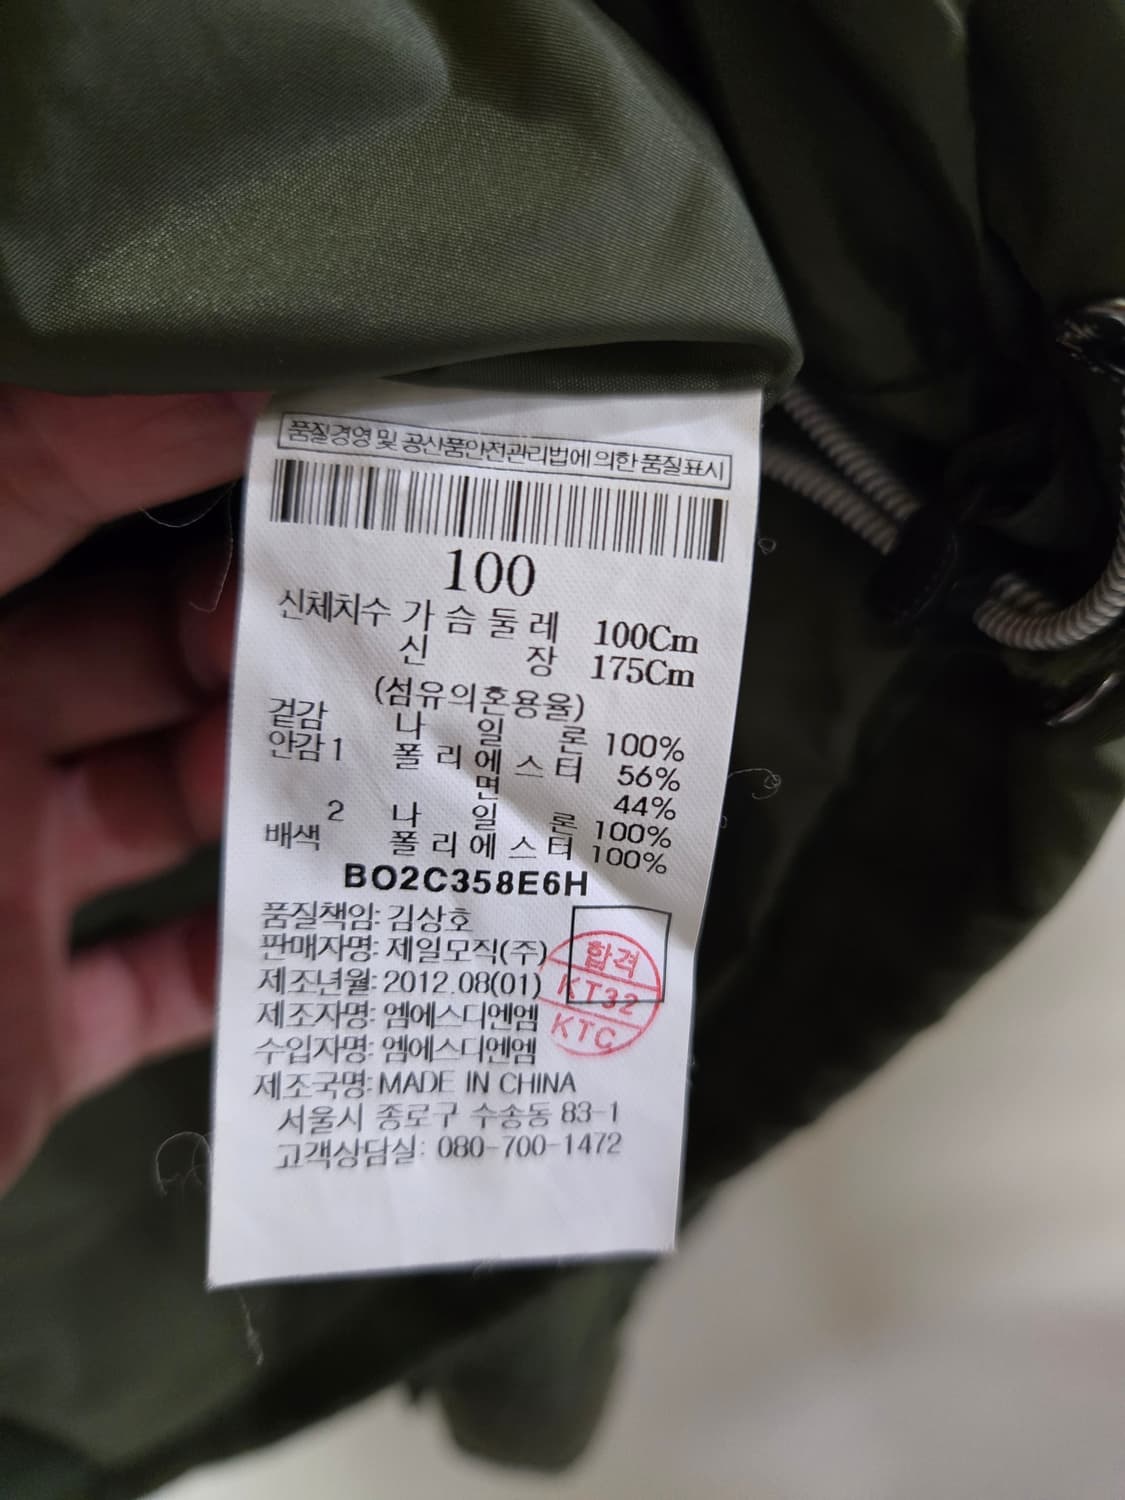 품질경영 및 공산품안전관리법에 의한 품질표시
100
신체치수 가 슴 둘 레 100Cm
신 장 175Cm
(섬유의혼용율)
겉감 나 일 론 100%
안감1 폴 리 에 스 터 56%
면 44%
2 나 일 론 100%
배색 폴 리 에 스 터 100%
BO2C358E6H
품질책임: 김상호
판매자명: 제일모직(주)
제조년월: 2012.08(01)
제조자명: 엠에스디엔엠
수입자명: 엠에스디엔엠
제조국명: MADE IN CHINA
서울시 종로구 수송동 83-1
고객상담실: 080-700-1472
합격
KT32
KTC